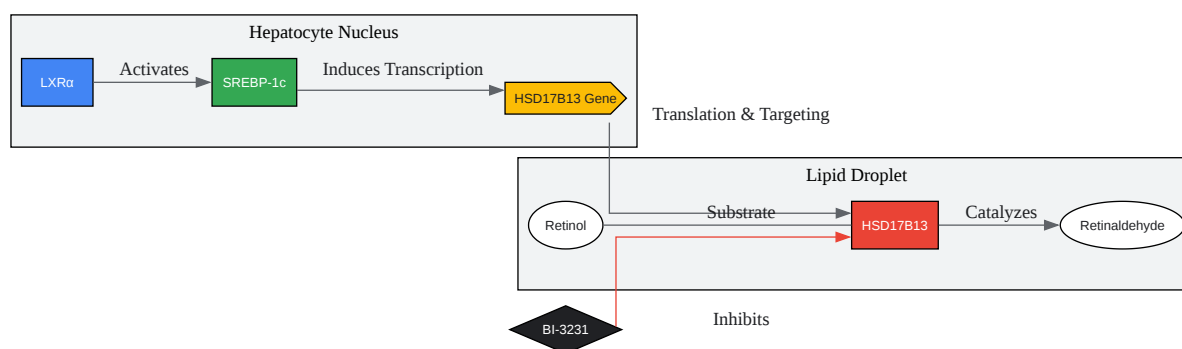 Hepatocyte Nucleus
LXRα
Activates
SREBP-1c
Induces Transcription
HSD17B13 Gene
Translation & Targeting
Lipid Droplet
Retinol
Substrate
HSD17B13
Catalyzes
Retinaldehyde
BI-3231
Inhibits